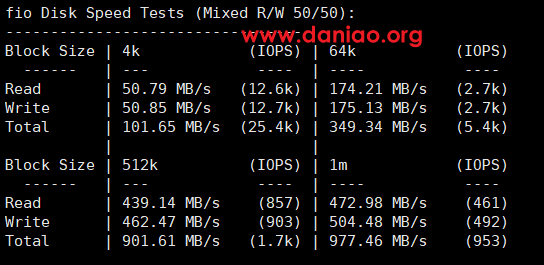 fio Disk Speed Tests (Mixed R/W 50/50):
---------------------------------
www.daniao.org
Block Size | 4k            (IOPS) | 64k           (IOPS)
  ------   | ---            ----  | ----           ----
Read       | 50.79 MB/s   (12.6k) | 174.21 MB/s   (2.7k)
Write      | 50.85 MB/s   (12.7k) | 175.13 MB/s   (2.7k)
Total      | 101.65 MB/s  (25.4k) | 349.34 MB/s   (5.4k)
           |                      |
Block Size | 512k          (IOPS) | 1m            (IOPS)
  ------   | ---            ----  | ----           ----
Read       | 439.14 MB/s    (857) | 472.98 MB/s    (461)
Write      | 462.47 MB/s    (903) | 504.48 MB/s    (492)
Total      | 901.61 MB/s   (1.7k) | 977.46 MB/s    (953)